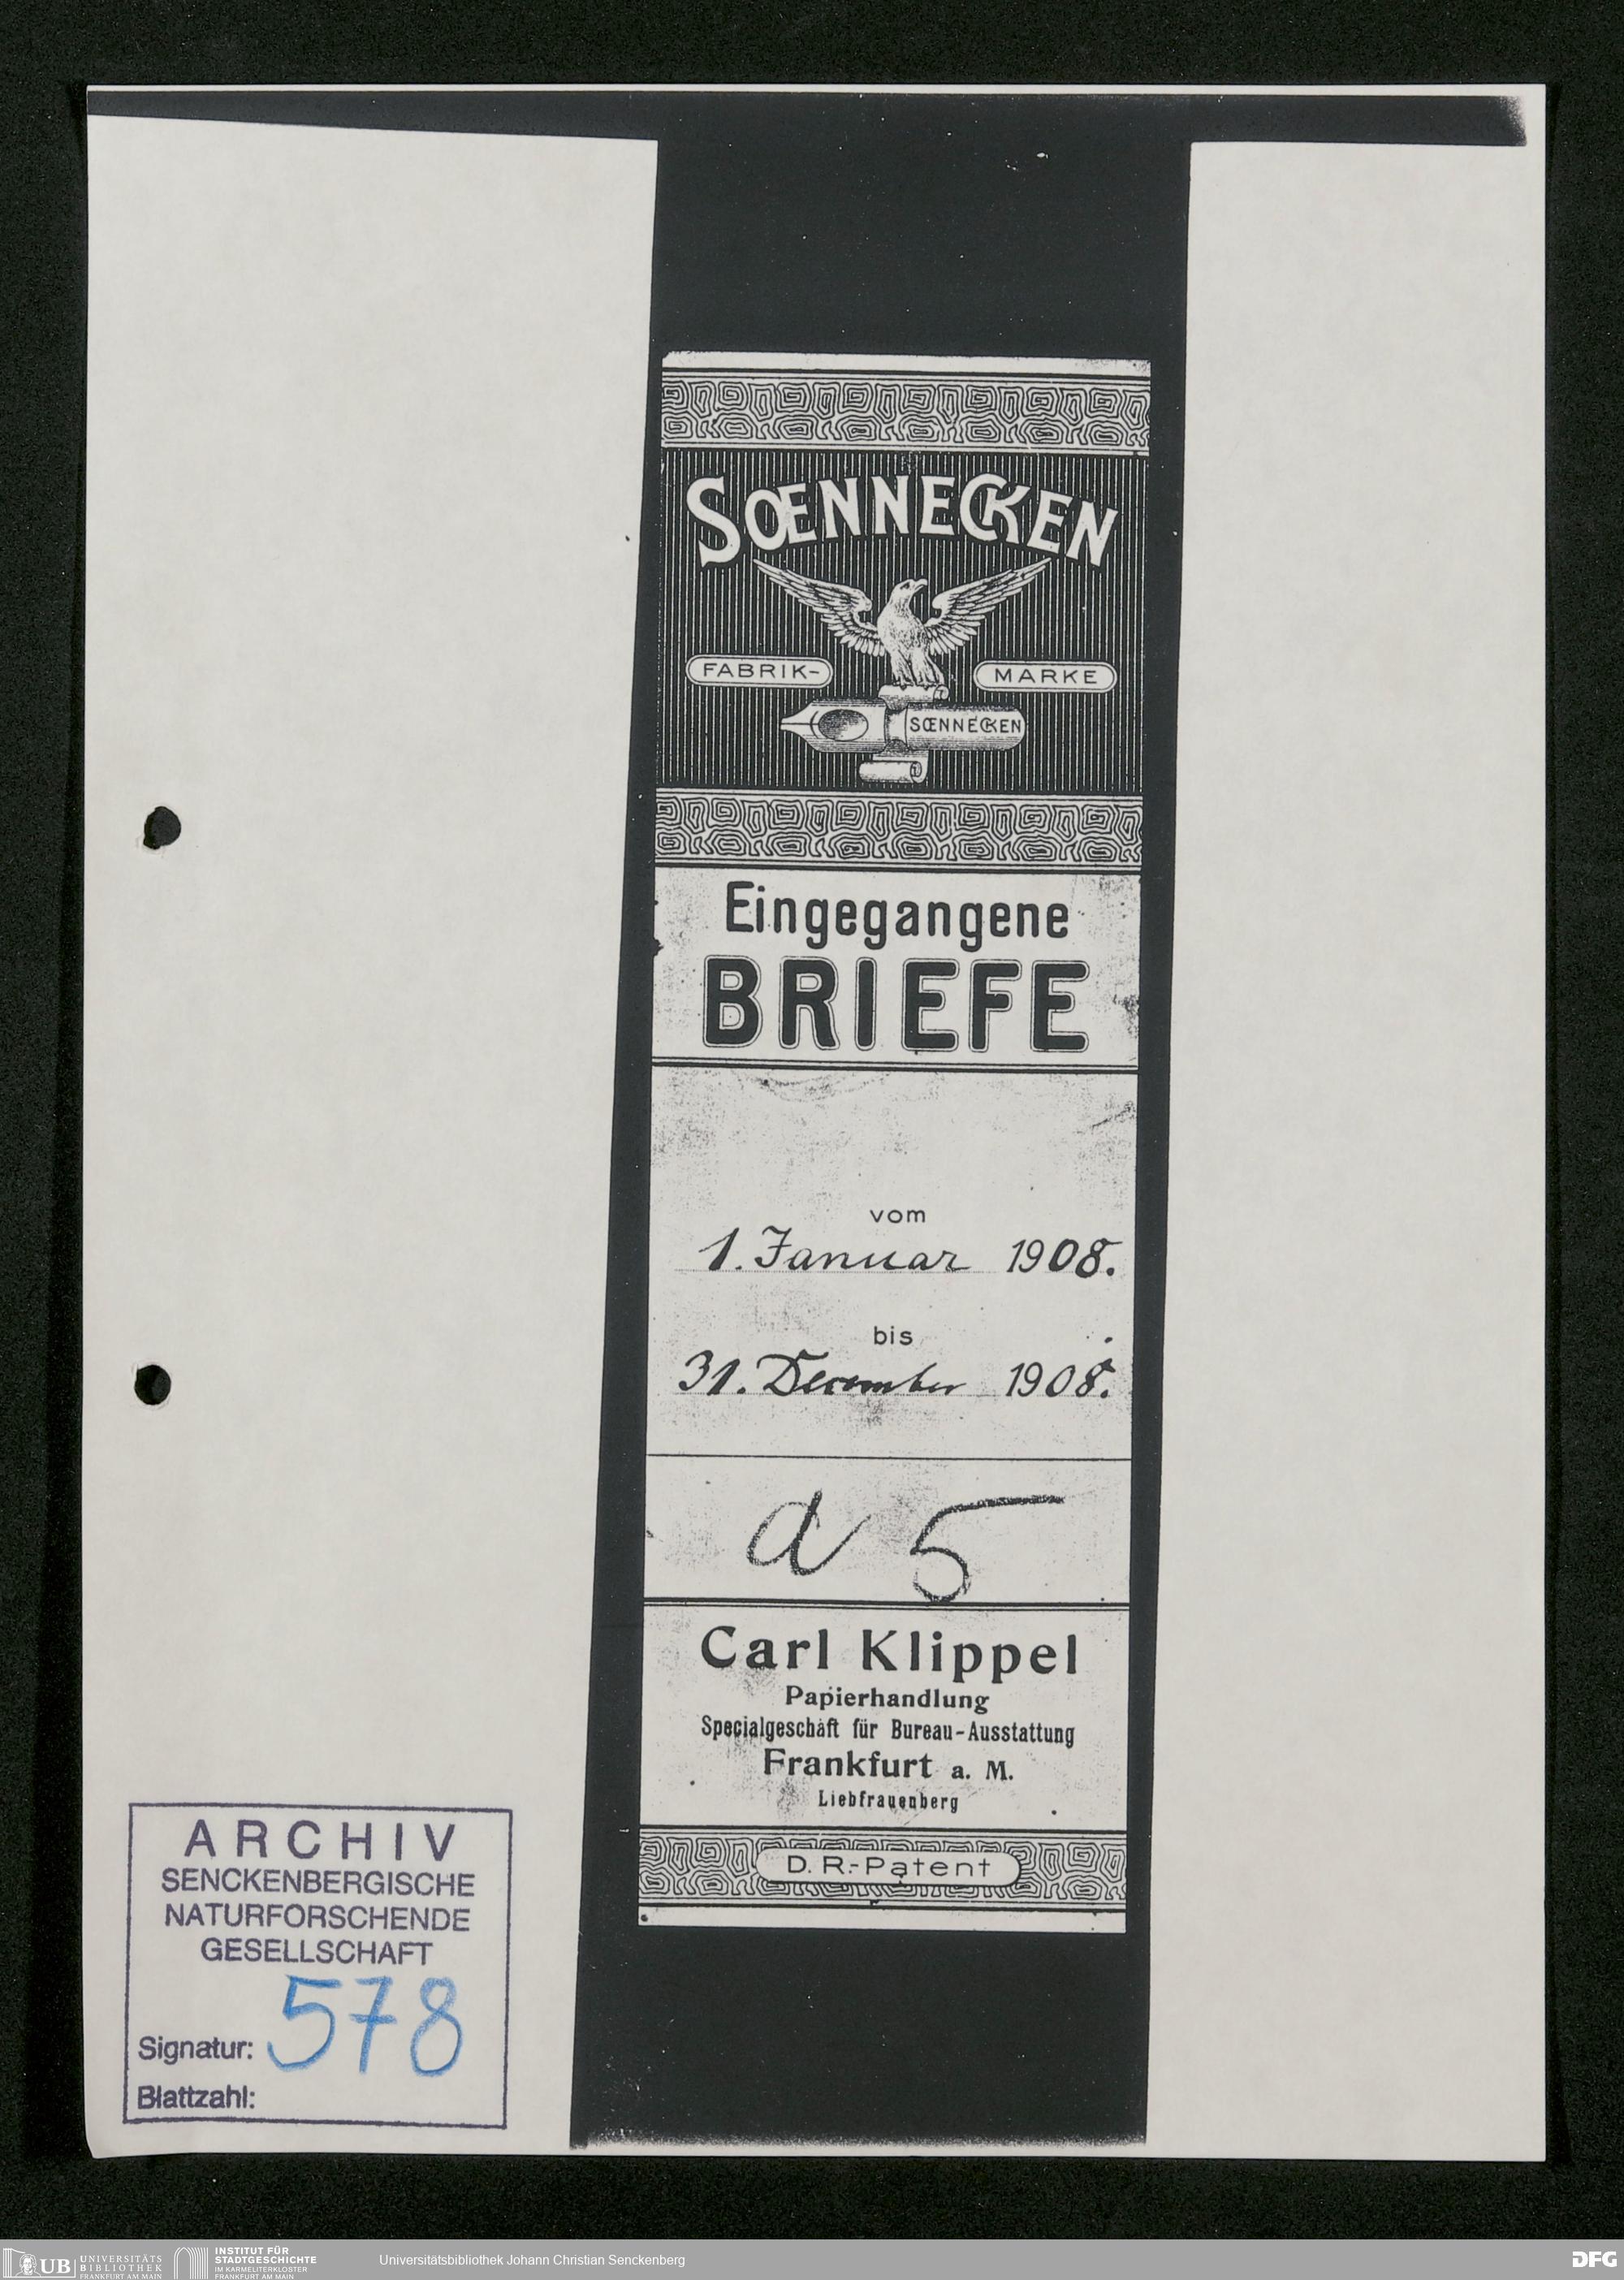 SŒNNECKEN
FABRIK- MARKE
SŒNNECKEN
Eingegangene
BRIEFE
vom
1. Januar 1908.
bis
31. December 1908.
a 5
Carl Klippel
Papierhandlung
Specialgeschäft für Bureau-Ausstattung
Frankfurt a. M.
Liebfrauenberg
D. R.-Patent
ARCHIV
SENCKENBERGISCHE
NATURFORSCHENDE
GESELLSCHAFT
Signatur: 578
Blattzahl:
UB UNIVERSITÄTS
BIBLIOTHEK
FRANKFURT AM MAIN
INSTITUT FÜR
STADTGESCHICHTE
IM KARMELITERKLOSTER
FRANKFURT AM MAIN
Universitätsbibliothek Johann Christian Senckenberg
DFG